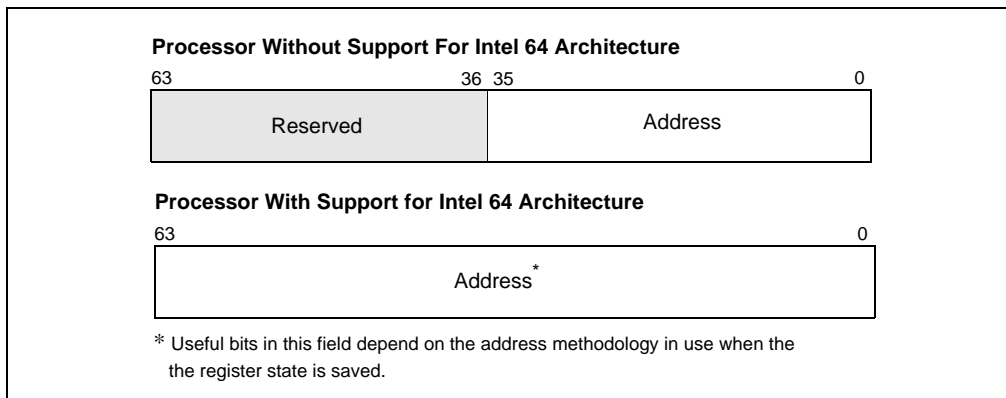 Processor Without Support For Intel 64 Architecture
63 36 35 0
Reserved Address
Processor With Support for Intel 64 Architecture
63 0
Address*
* Useful bits in this field depend on the address methodology in use when the
the register state is saved.